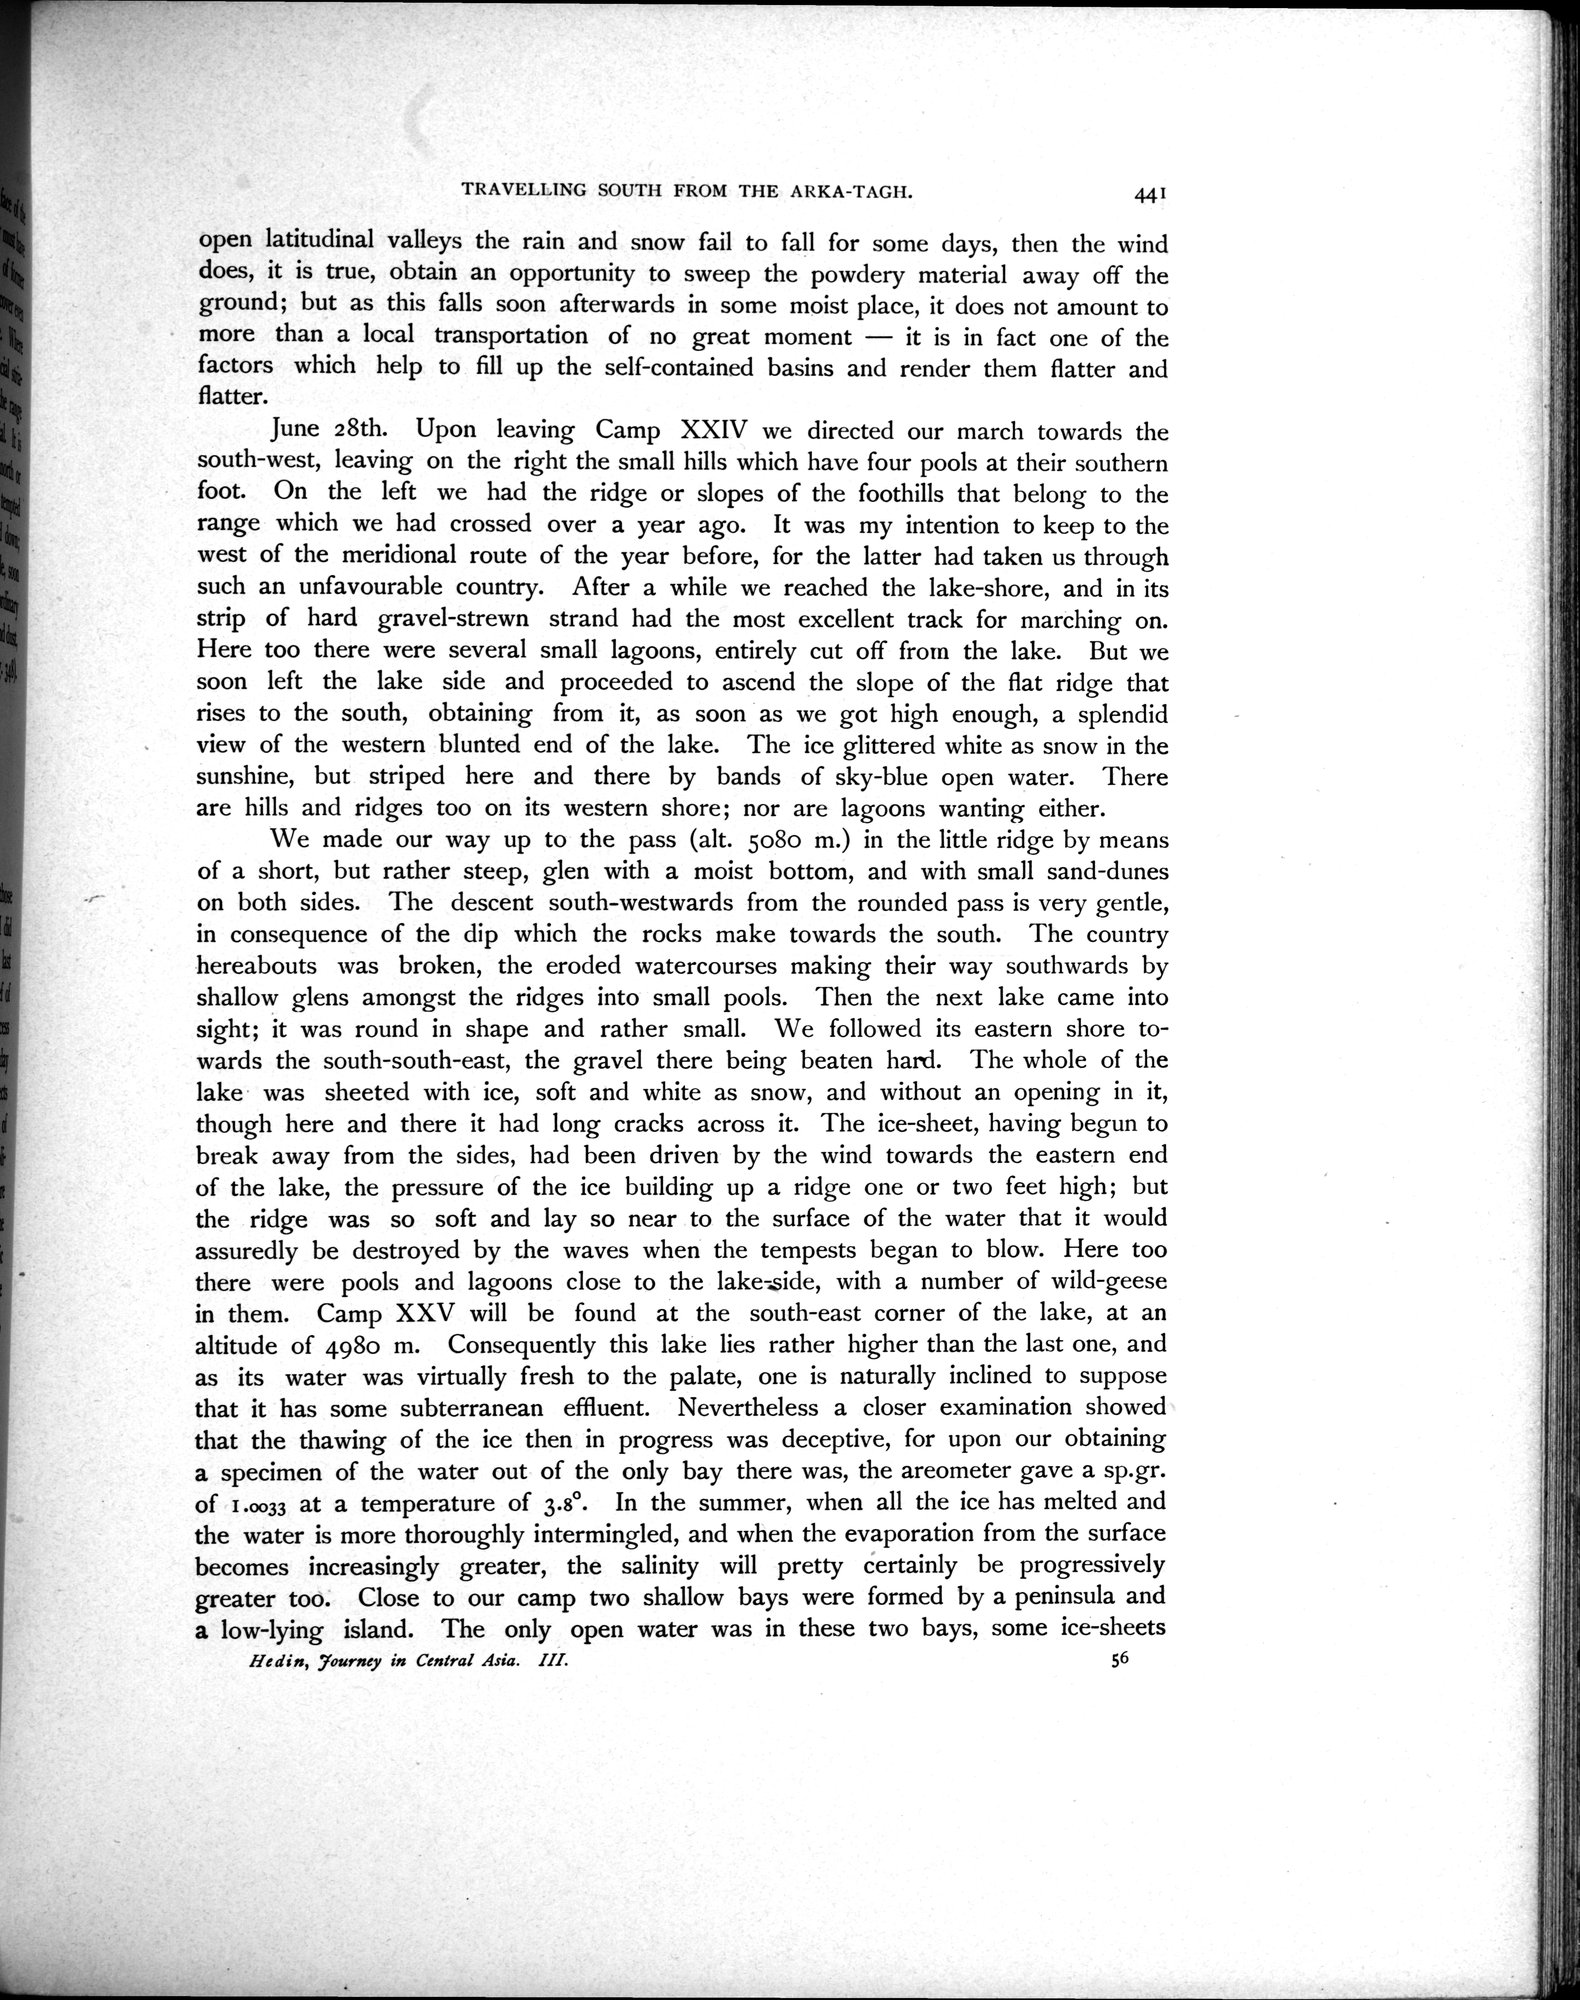 TRAVELLING SOUTH FROM THE ARKA-TAGH. 441
open latitudinal valleys the rain and snow fail to fall for some days, then the wind
does, it is true, obtain an opportunity to sweep the powdery material away off the
ground; but as this falls soon afterwards in some moist place, it does not amount to
more than a local transportation of no great moment — it is in fact one of the
factors which help to fill up the self-contained basins and render them flatter and
flatter.
June 28th. Upon leaving Camp XXIV we directed our march towards the
south-west, leaving on the right the small hills which have four pools at their southern
foot. On the left we had the ridge or slopes of the foothills that belong to the
range which we had crossed over a year ago. It was my intention to keep to the
west of the meridional route of the year before, for the latter had taken us through
such an unfavourable country. After a while we reached the lake-shore, and in its
strip of hard gravel-strewn strand had the most excellent track for marching on.
Here too there were several small lagoons, entirely cut off from the lake. But we
soon left the lake side and proceeded to ascend the slope of the flat ridge that
rises to the south, obtaining from it, as soon as we got high enough, a splendid
view of the western blunted end of the lake. The ice glittered white as snow in the
sunshine, but striped here and there by bands of sky-blue open water. There
are hills and ridges too on its western shore; nor are lagoons wanting either.
We made our way up to the pass (alt. 5080 m.) in the little ridge by means
of a short, but rather steep, glen with a moist bottom, and with small sand-dunes
on both sides. The descent south-westwards from the rounded pass is very gentle,
in consequence of the dip which the rocks make towards the south. The country
hereabouts was broken, the eroded watercourses making their way southwards by
shallow glens amongst the ridges into small pools. Then the next lake came into
sight; it was round in shape and rather small. We followed its eastern shore to-
wards the south-south-east, the gravel there being beaten hard. The whole of the
lake was sheeted with ice, soft and white as snow, and without an opening in it,
though here and there it had long cracks across it. The ice-sheet, having begun to
break away from the sides, had been driven by the wind towards the eastern end
of the lake, the pressure of the ice building up a ridge one or two feet high; but
the ridge was so soft and lay so near to the surface of the water that it would
assuredly be destroyed by the waves when the tempests began to blow. Here too
there were pools and lagoons close to the lake-side, with a number of wild-geese
in them. Camp XXV will be found at the south-east corner of the lake, at an
altitude of 4980 m. Consequently this lake lies rather higher than the last one, and
as its water was virtually fresh to the palate, one is naturally inclined to suppose
that it has some subterranean effluent. Nevertheless a closer examination showed
that the thawing of the ice then in progress was deceptive, for upon our obtaining
a specimen of the water out of the only bay there was, the areometer gave a sp.gr.
of 1.0033 at a temperature of 3.8°. In the summer, when all the ice has melted and
the water is more thoroughly intermingled, and when the evaporation from the surface
becomes increasingly greater, the salinity will pretty certainly be progressively
greater too. Close to our camp two shallow bays were formed by a peninsula and
a low-lying island. The only open water was in these two bays, some ice-sheets
Hedin, Journey in Central Asia. III. 56